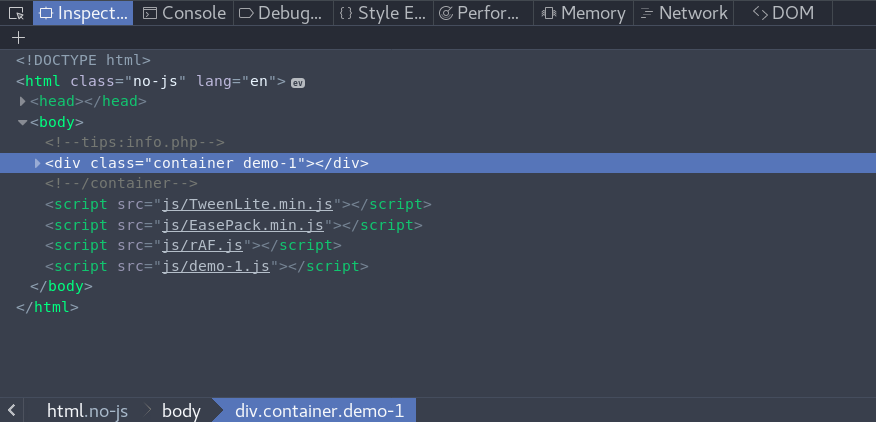 Inspect... Console Debug... Style E... Perfor... Memory Network DOM
+
<!DOCTYPE html>
<html class="no-js" lang="en"> ev
<head></head>
<body>
<!--tips:info.php-->
<div class="container demo-1"></div>
<!--/container-->
<script src="js/TweenLite.min.js"></script>
<script src="js/EasePack.min.js"></script>
<script src="js/rAF.js"></script>
<script src="js/demo-1.js"></script>
</body>
</html>
html.no-js body div.container.demo-1